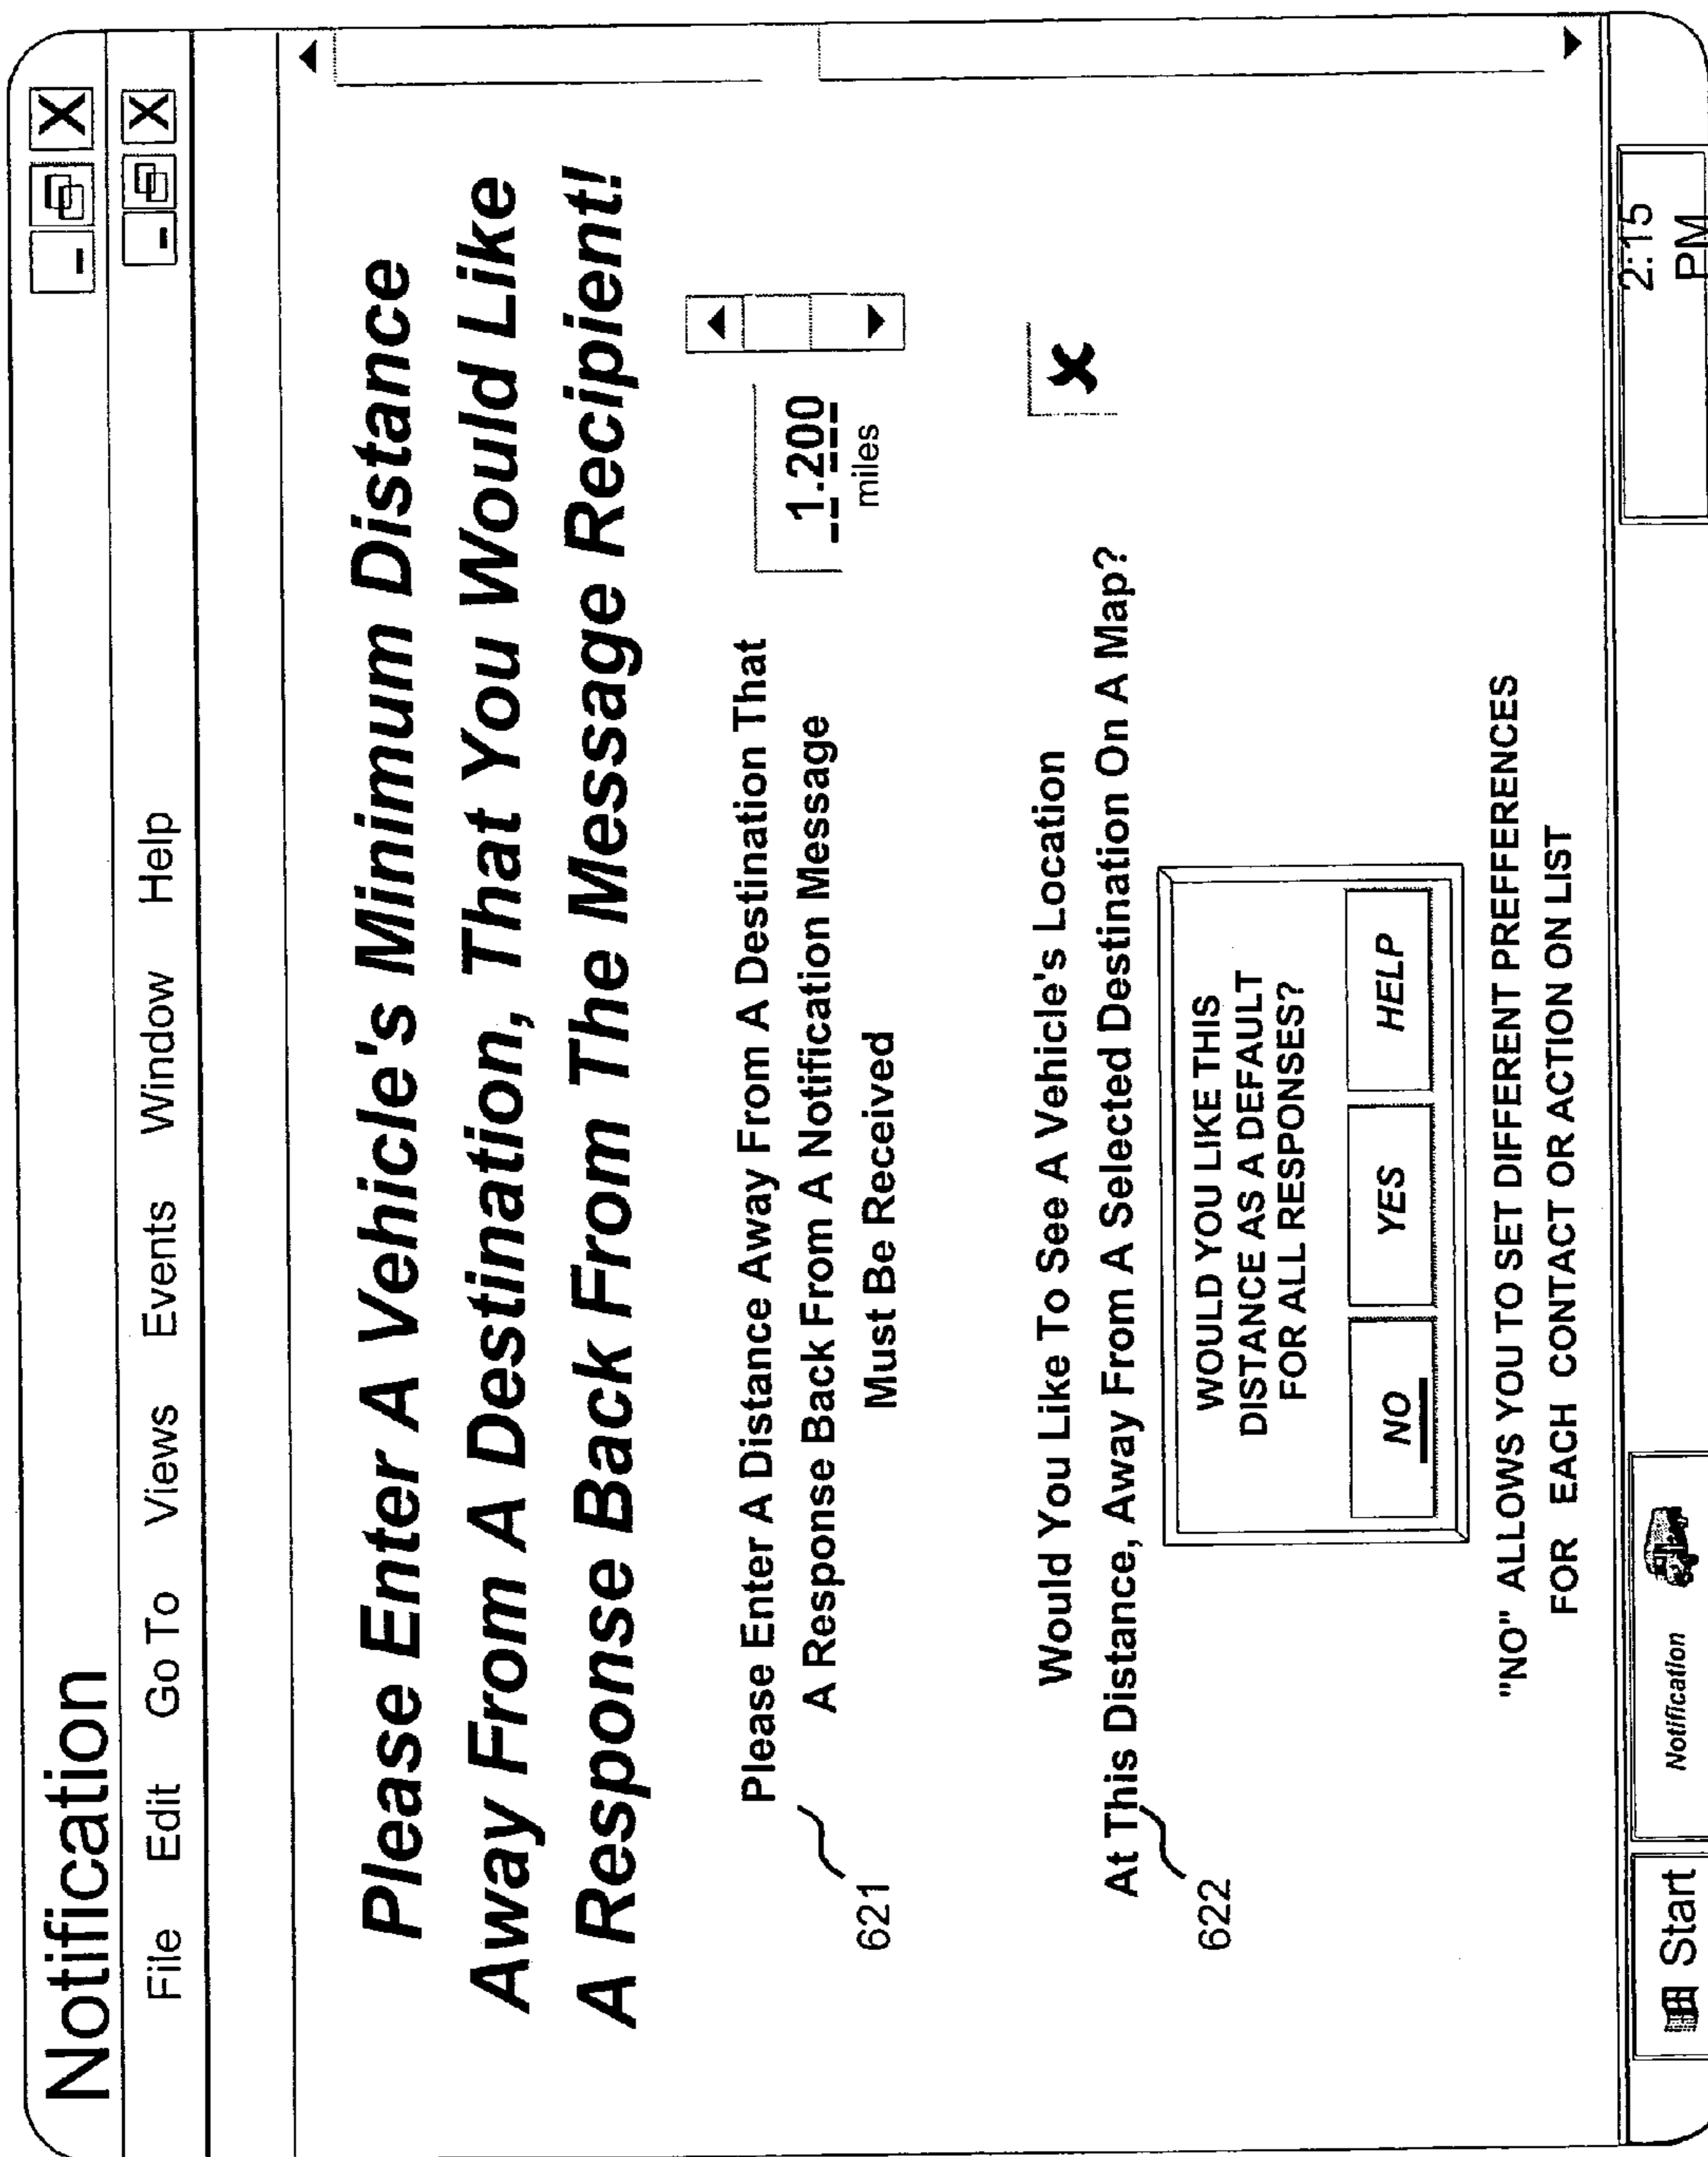 Notification
File Edit Go To Views Events Window Help
Please Enter A Vehicle's Minimum Distance
Away From A Destination, That You Would Like
A Response Back From The Message Recipient!
621
Please Enter A Distance Away From A Destination That
A Response Back From A Notification Message
Must Be Received
1.200
miles
622
Would You Like To See A Vehicle's Location
At This Distance, Away From A Selected Destination On A Map?
X
WOULD YOU LIKE THIS
DISTANCE AS A DEFAULT
FOR ALL RESPONSES?
NO YES HELP
"NO" ALLOWS YOU TO SET DIFFERENT PREFFERENCES
FOR EACH CONTACT OR ACTION ON LIST
Start Notification 2:15
PM